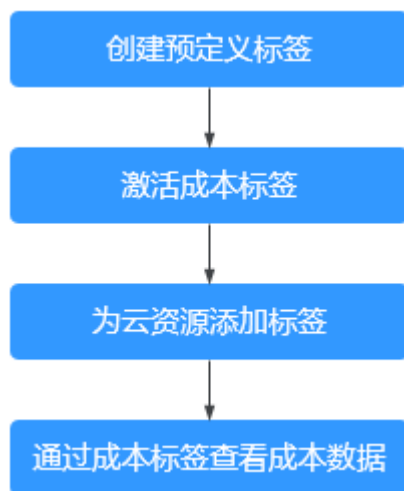 创建预定义标签
激活成本标签
为云资源添加标签
通过成本标签查看成本数据